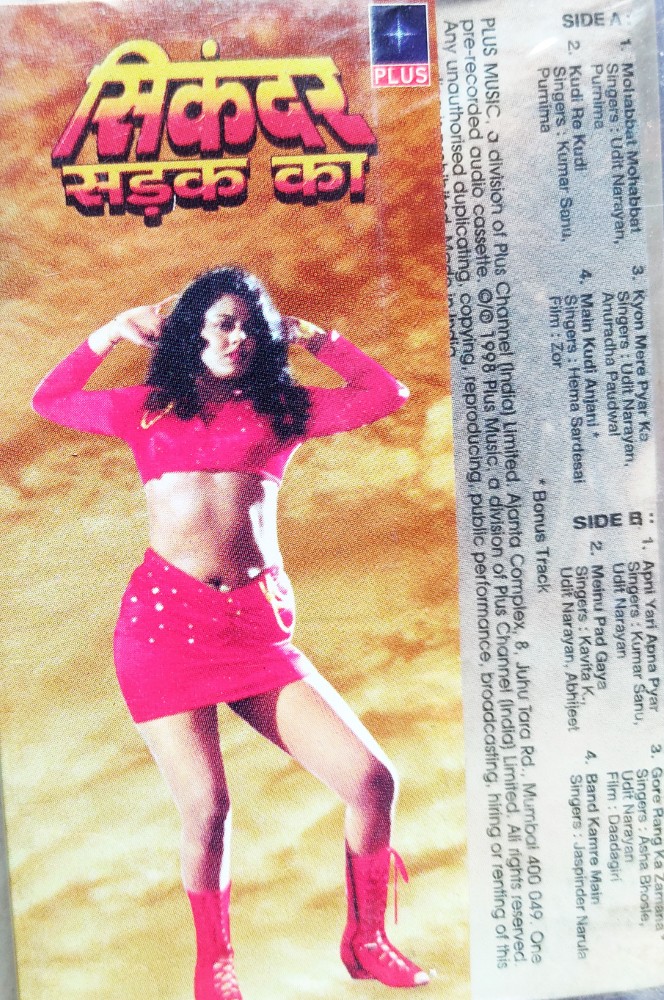 सिकंदर
सड़क का
PLUS
SIDE A :
1. Mohabbat Mohabbat
Singers : Udit Narayan,
Purnima
2. Kudi Re Kudi
Singers : Kumar Sanu,
Purnima
3. Kyon Mere Pyar Ka
Singers : Udit Narayan,
Anuradha Paudwal
4. Main Kudi Anjani *
Singers : Hema Sardesai
Film : Zor
SIDE B :
1. Apni Yari Apna Pyar
Singers : Kumar Sanu,
Udit Narayan
2. Meinu Pad Gaya
Singers : Kavita K.,
Udit Narayan, Abhijeet
3. Gore Rang Ka Zamana *
Singers : Asha Bhosle,
Udit Narayan
Film : Daadagiri
4. Band Kamre Main
Singers : Jaspinder Narula
* Bonus Track
PLUS MUSIC, a division of Plus Channel (India) Limited Ajanta Complex, 8, Juhu Tara Rd., Mumbai 400 049. One
pre-recorded audio cassette. ©/℗ 1998 Plus Music, a division of Plus Channel (India) Limited. All rights reserved.
Any unauthorised duplicating, copying, reproducing, public performance, broadcasting, hiring or renting of this
prohibited. Made in India